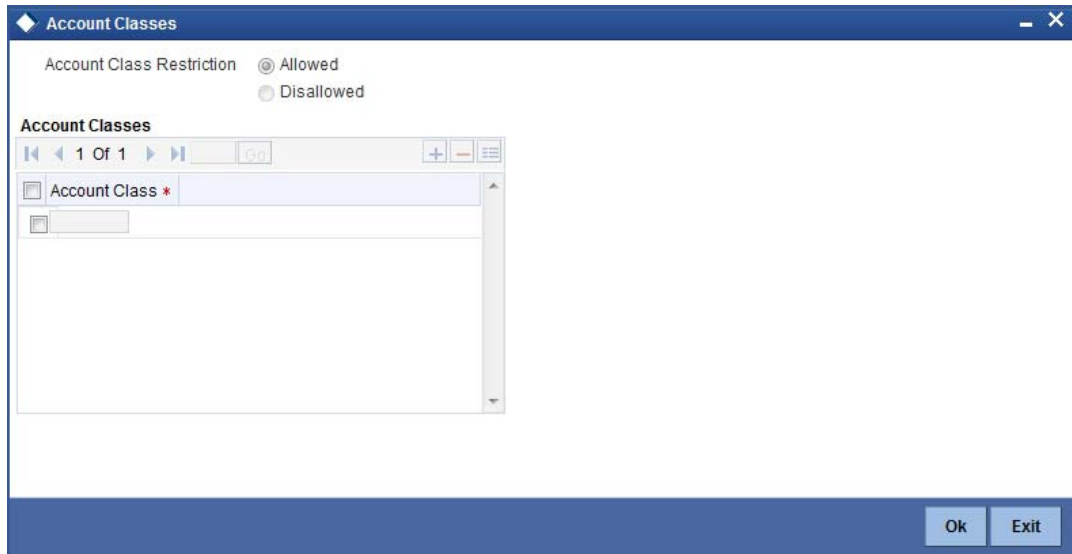 Account Classes
Account Class Restriction Allowed
Disallowed
Account Classes
1 Of 1 Go
Account Class *
Ok Exit